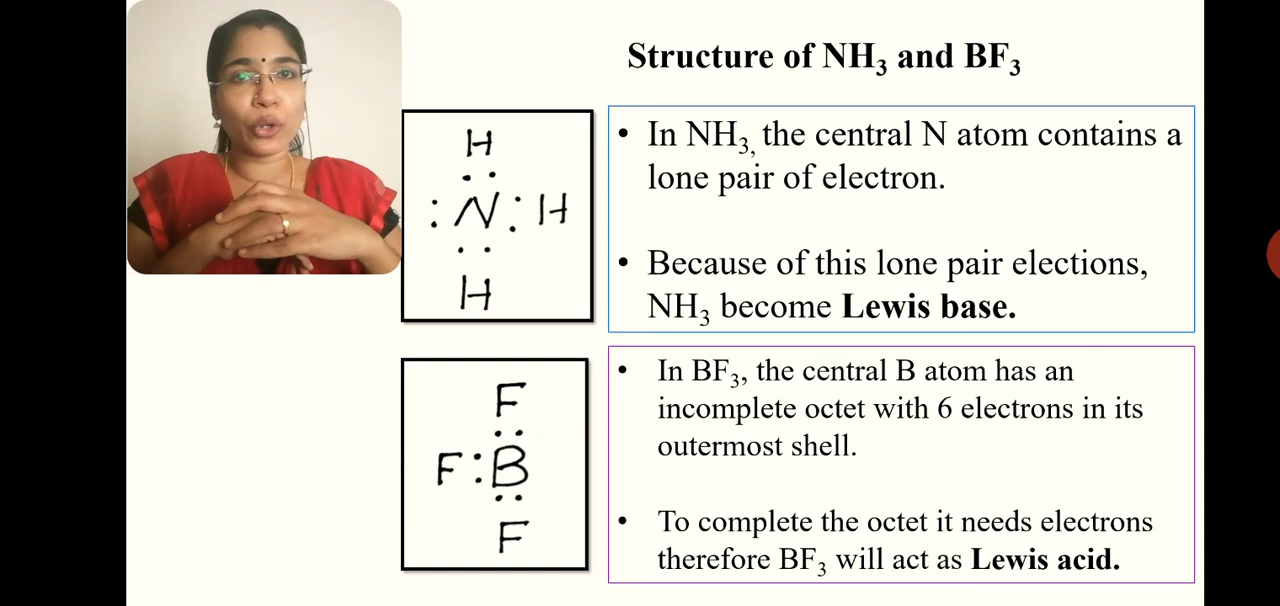 Structure of NH₃ and BF₃
H
: N : H
H
• In NH₃, the central N atom contains a
lone pair of electron.
• Because of this lone pair elections,
NH₃ become Lewis base.
F
F : B
F
• In BF₃, the central B atom has an
incomplete octet with 6 electrons in its
outermost shell.
• To complete the octet it needs electrons
therefore BF₃ will act as Lewis acid.